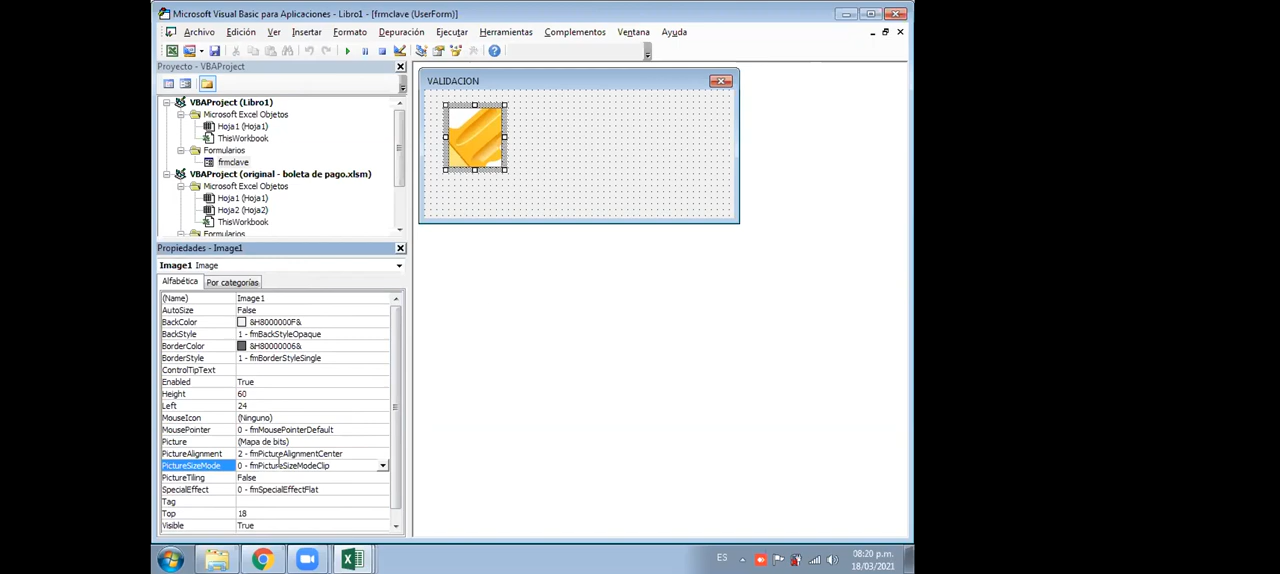 Microsoft Visual Basic para Aplicaciones - Libro1 - [frmclave (UserForm)]
Archivo Edición Ver Insertar Formato Depuración Ejecutar Herramientas Complementos Ventana Ayuda
Proyecto - VBAProject
VBAProject (Libro1)
Microsoft Excel Objetos
Hoja1 (Hoja1)
ThisWorkbook
Formularios
frmclave
VBAProject (original - boleta de pago.xlsm)
Microsoft Excel Objetos
Hoja1 (Hoja1)
Hoja2 (Hoja2)
ThisWorkbook
Formularios
VALIDACION
Propiedades - Image1
Image1 Image
Alfabética Por categorías
(Name) Image1
AutoSize False
BackColor &H8000000F&
BackStyle 1 - fmBackStyleOpaque
BorderColor &H80000006&
BorderStyle 1 - fmBorderStyleSingle
ControlTipText
Enabled True
Height 60
Left 24
MouseIcon (Ninguno)
MousePointer 0 - fmMousePointerDefault
Picture (Mapa de bits)
PictureAlignment 2 - fmPictureAlignmentCenter
PictureSizeMode 0 - fmPictureSizeModeClip
PictureTiling False
SpecialEffect 0 - fmSpecialEffectFlat
Tag
Top 18
Visible True
ES
08:20 p.m.
18/03/2021